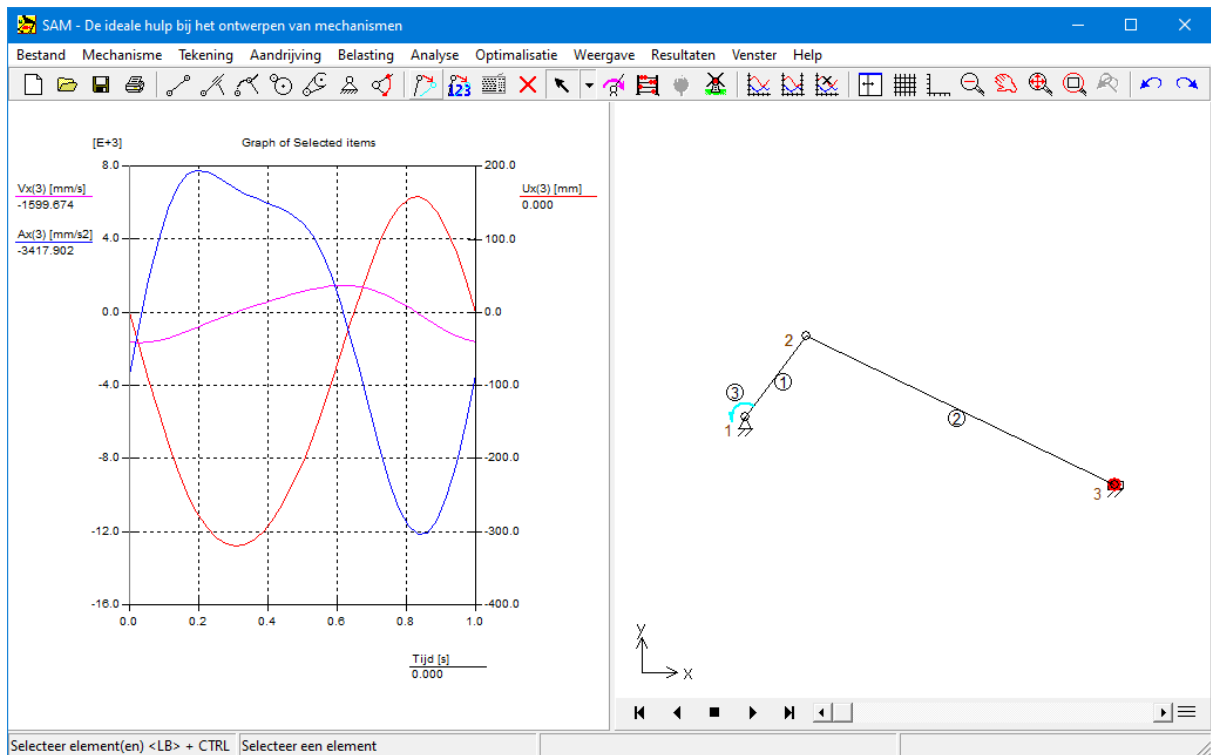 SAM - De ideale hulp bij het ontwerpen van mechanismen
Bestand Mechanisme Tekening Aandrijving Belasting Analyse Optimalisatie Weergave Resultaten Venster Help
123
[E+3] Graph of Selected items
8.0 200.0
Vx(3) [mm/s] Ux(3) [mm]
-1599.674 0.000
Ax(3) [mm/s2] 4.0 100.0
-3417.902
0.0 0.0
-4.0 -100.0
-8.0 -200.0
-12.0 -300.0
-16.0 -400.0
0.0 0.2 0.4 0.6 0.8 1.0
Tijd [s]
0.000
2
1
3
1
2
3
y
x
Selecteer element(en) <LB> + CTRL Selecteer een element